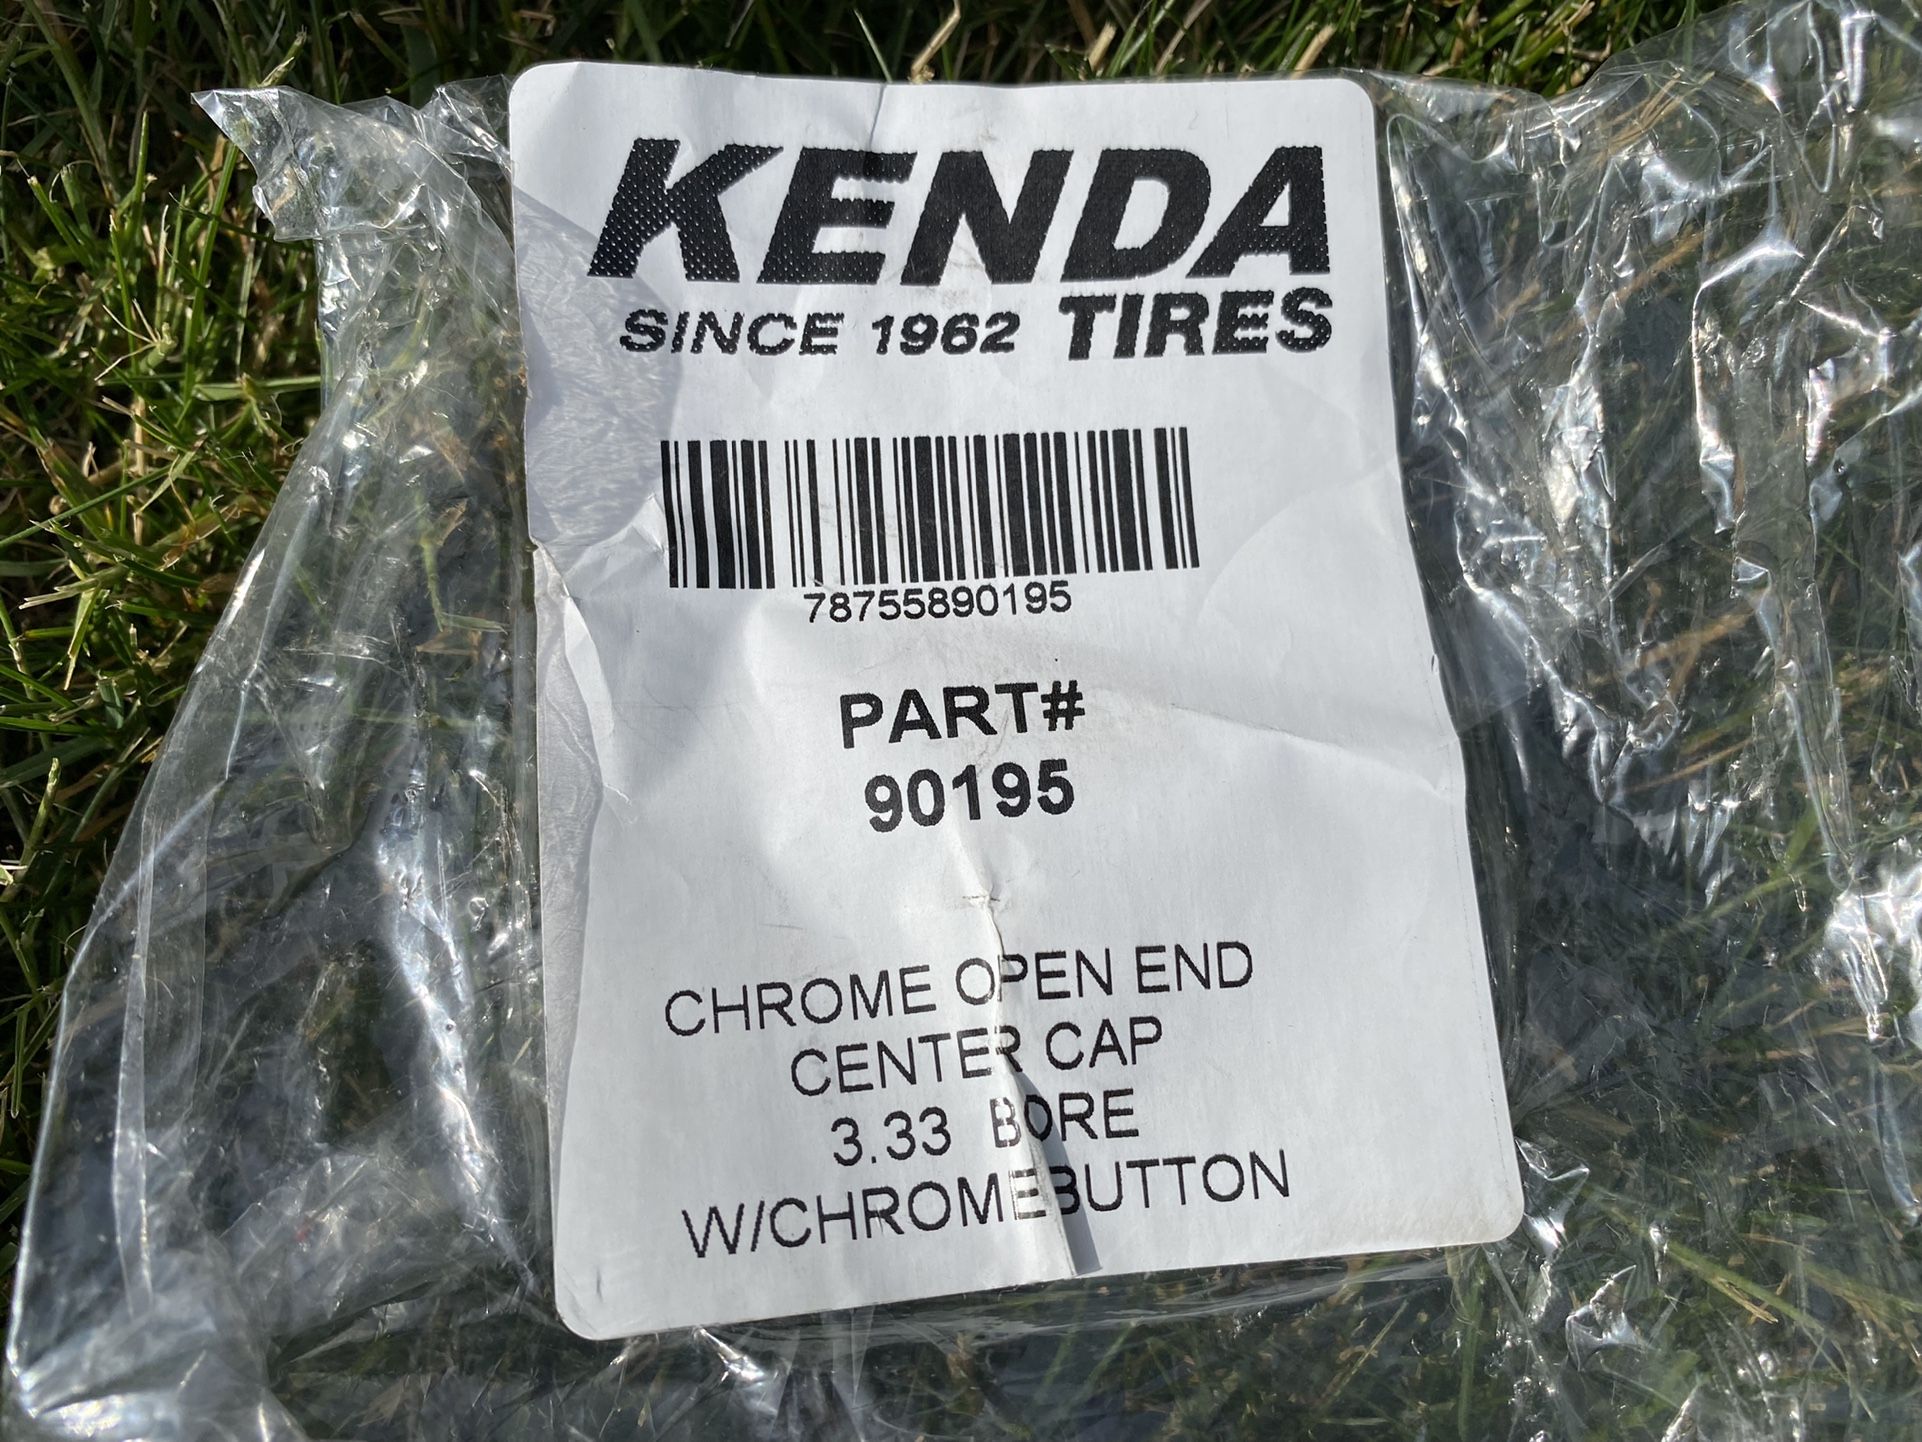 KENDA
SINCE 1962 TIRES
78755890195
PART#
90195
CHROME OPEN END
CENTER CAP
3.33 BORE
W/CHROMEBUTTON